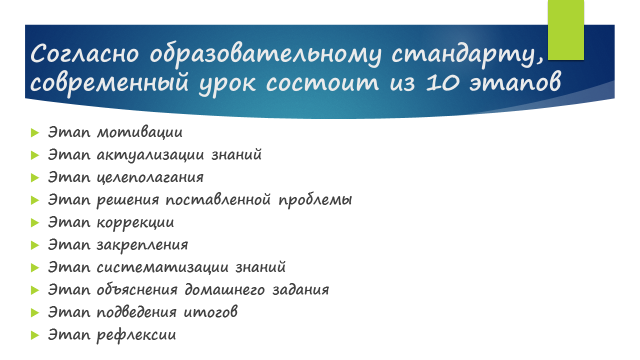 Согласно образовательному стандарту,
современный урок состоит из 10 этапов
Этап мотивации
Этап актуализации знаний
Этап целеполагания
Этап решения поставленной проблемы
Этап коррекции
Этап закрепления
Этап систематизации знаний
Этап объяснения домашнего задания
Этап подведения итогов
Этап рефлексии